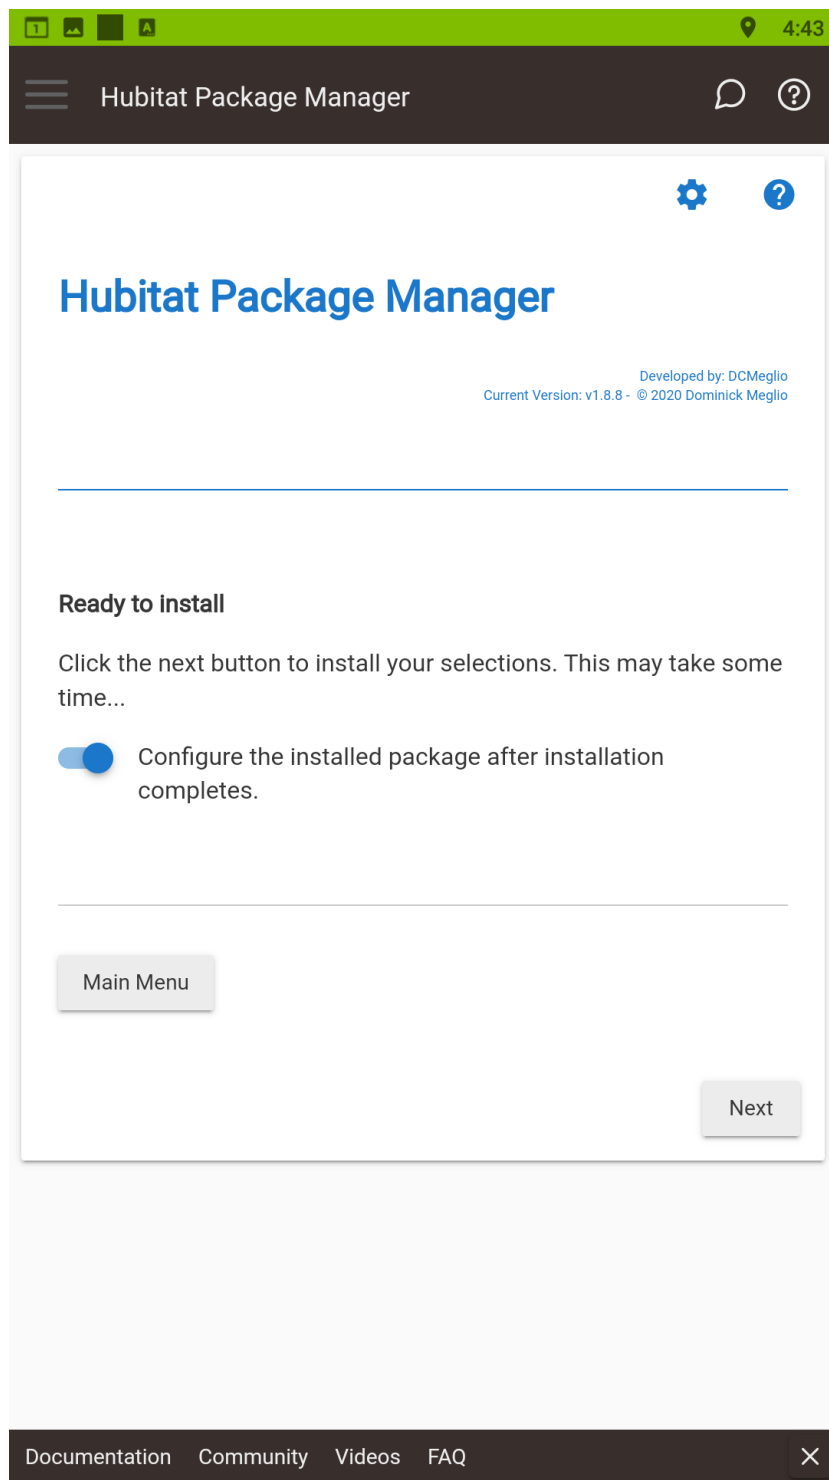 1 A 4:43
Hubitat Package Manager ?
?
Hubitat Package Manager
Developed by: DCMeglio
Current Version: v1.8.8 - © 2020 Dominick Meglio
Ready to install
Click the next button to install your selections. This may take some
time...
Configure the installed package after installation
completes.
Main Menu
Next
Documentation Community Videos FAQ